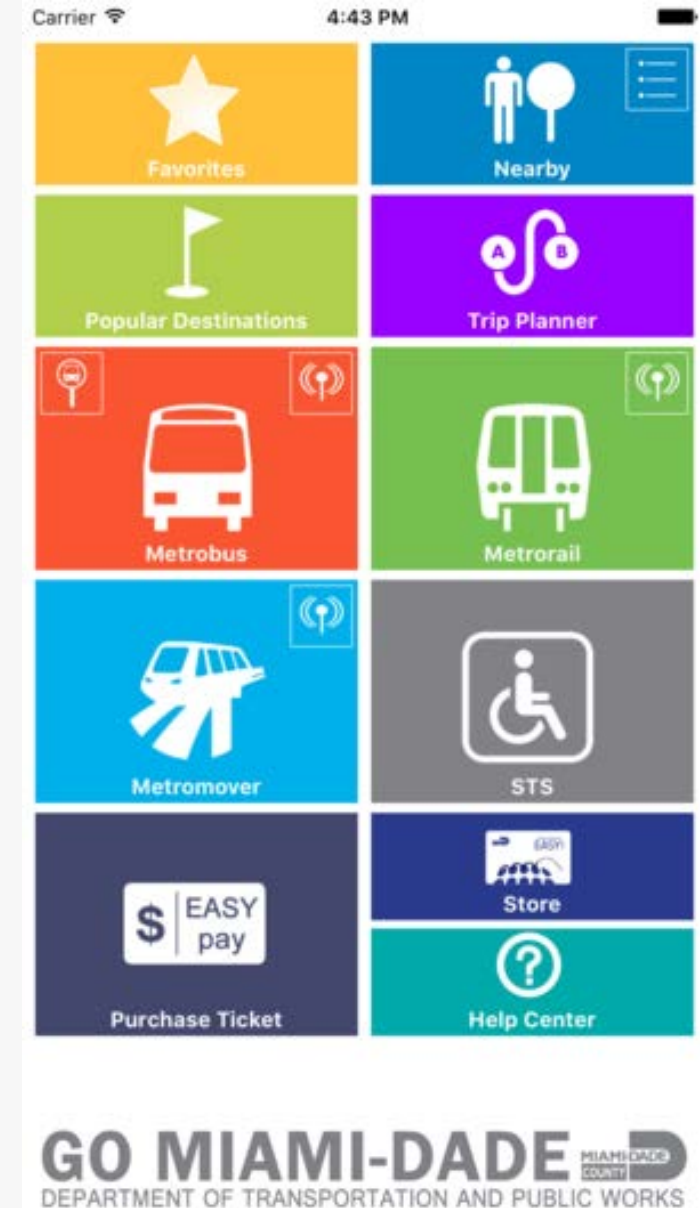 Carrier 4:43 PM
Favorites
Nearby
Popular Destinations
A B
Trip Planner
Metrobus
Metrorail
Metromover
STS
$ EASY
pay
Purchase Ticket
EASY
Store
?
Help Center
GO MIAMI-DADE
MIAMI-DADE
COUNTY
DEPARTMENT OF TRANSPORTATION AND PUBLIC WORKS